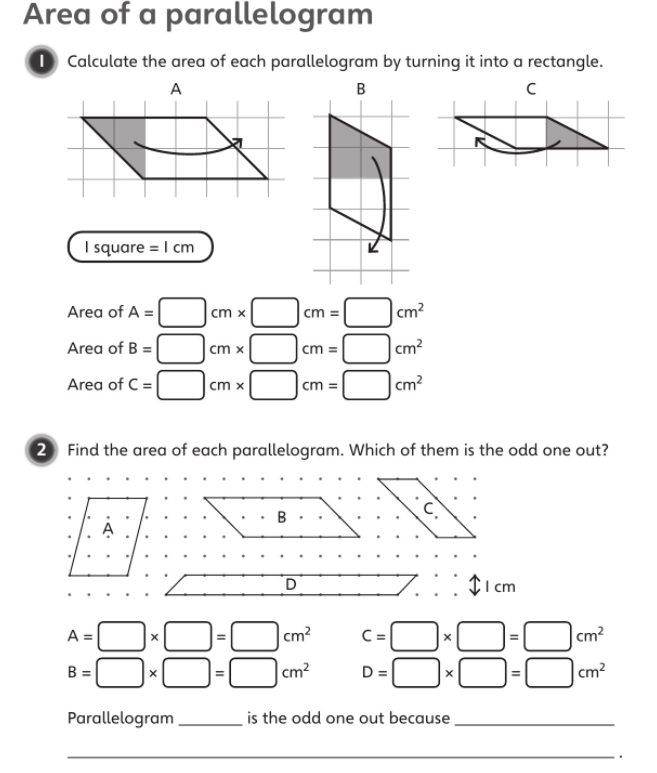 Area of a parallelogram
1 Calculate the area of each parallelogram by turning it into a rectangle.
A B C
1 square = 1 cm
Area of A = cm × cm = cm²
Area of B = cm × cm = cm²
Area of C = cm × cm = cm²
2 Find the area of each parallelogram. Which of them is the odd one out?
A B C
D
1 cm
A = × = cm² C = × = cm²
B = × = cm² D = × = cm²
Parallelogram ______ is the odd one out because ______
______ .